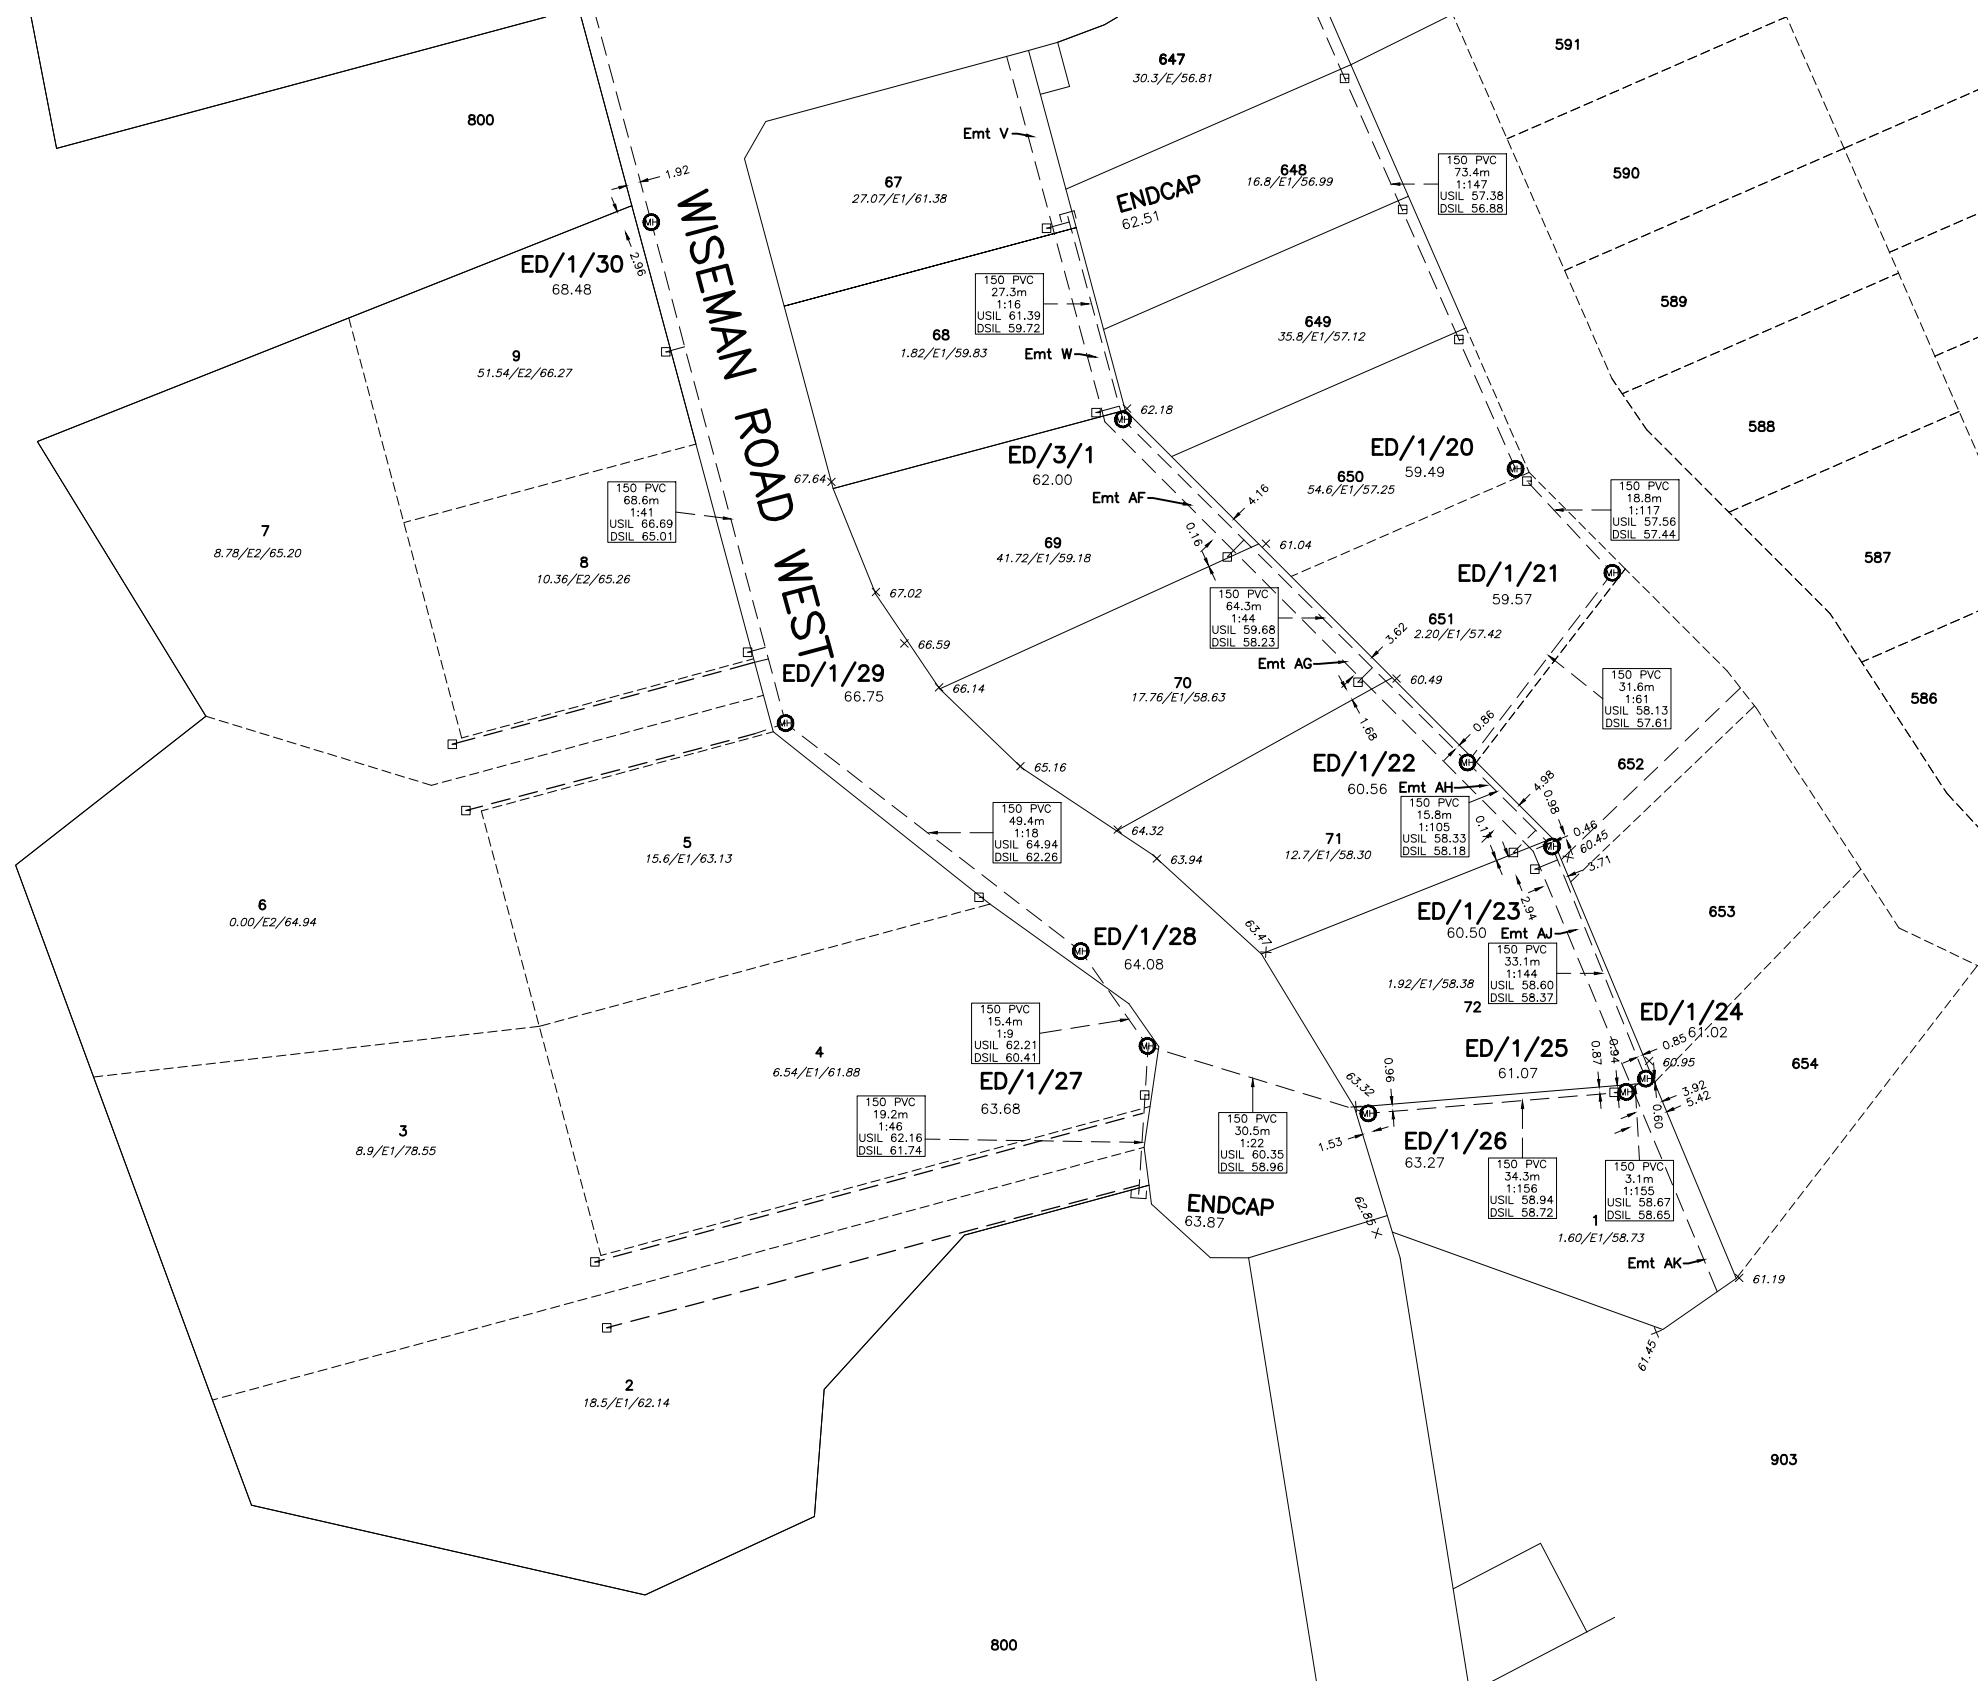 591
647
30.3/E/56.81
800
Emt V
150 PVC
73.4m
1:147
USIL 57.38
DSIL 56.88
648
16.8/E1/56.99
590
1.92
67
27.07/E1/61.38
ENDCAP
62.51
WISEMAN ROAD WEST
MH
2.96
ED/1/30
68.48
150 PVC
27.3m
1:16
USIL 61.39
DSIL 59.72
589
649
35.8/E1/57.12
68
1.82/E1/59.83
Emt W
9
51.54/E2/66.27
62.18
MH
588
ED/3/1
62.00
ED/1/20
59.49
MH
650
54.6/E1/57.25
67.64
Emt AF
4.16
150 PVC
68.6m
1:41
USIL 66.69
DSIL 65.01
150 PVC
18.8m
1:117
USIL 57.56
DSIL 57.44
7
8.78/E2/65.20
0.16
69
41.72/E1/59.18
61.04
587
8
10.36/E2/65.26
ED/1/21
59.57
MH
67.02
150 PVC
64.3m
1:44
USIL 59.68
DSIL 58.23
651
2.20/E1/57.42
3.62
66.59
Emt AG
ED/1/29
66.75
66.14
70
17.76/E1/58.63
60.49
150 PVC
31.6m
1:61
USIL 58.13
DSIL 57.61
586
MH
1.68
0.86
65.16
ED/1/22
60.56
MH
652
Emt AH
4.98
0.98
150 PVC
15.8m
1:105
USIL 58.33
DSIL 58.18
150 PVC
49.4m
1:18
USIL 64.94
DSIL 62.26
64.32
0.17
0.46
60.45
5
15.6/E1/63.13
71
12.7/E1/58.30
MH
63.94
3.71
2.94
6
0.00/E2/64.94
ED/1/23
60.50
653
Emt AJ
63.47
ED/1/28
64.08
MH
150 PVC
33.1m
1:144
USIL 58.60
DSIL 58.37
1.92/E1/58.38
72
ED/1/24
61.02
150 PVC
15.4m
1:9
USIL 62.21
DSIL 60.41
MH
4
6.54/E1/61.88
ED/1/25
61.07
0.87
0.94
0.85
60.95
654
ED/1/27
63.68
63.32
0.96
MH
MH
MH
3.92
5.42
0.60
150 PVC
19.2m
1:46
USIL 62.16
DSIL 61.74
3
8.9/E1/78.55
150 PVC
30.5m
1:22
USIL 60.35
DSIL 58.96
1.53
ED/1/26
63.27
150 PVC
34.3m
1:156
USIL 58.94
DSIL 58.72
150 PVC
3.1m
1:155
USIL 58.67
DSIL 58.65
ENDCAP
63.87
62.85
1
1.60/E1/58.73
Emt AK
61.19
61.45
2
18.5/E1/62.14
903
800